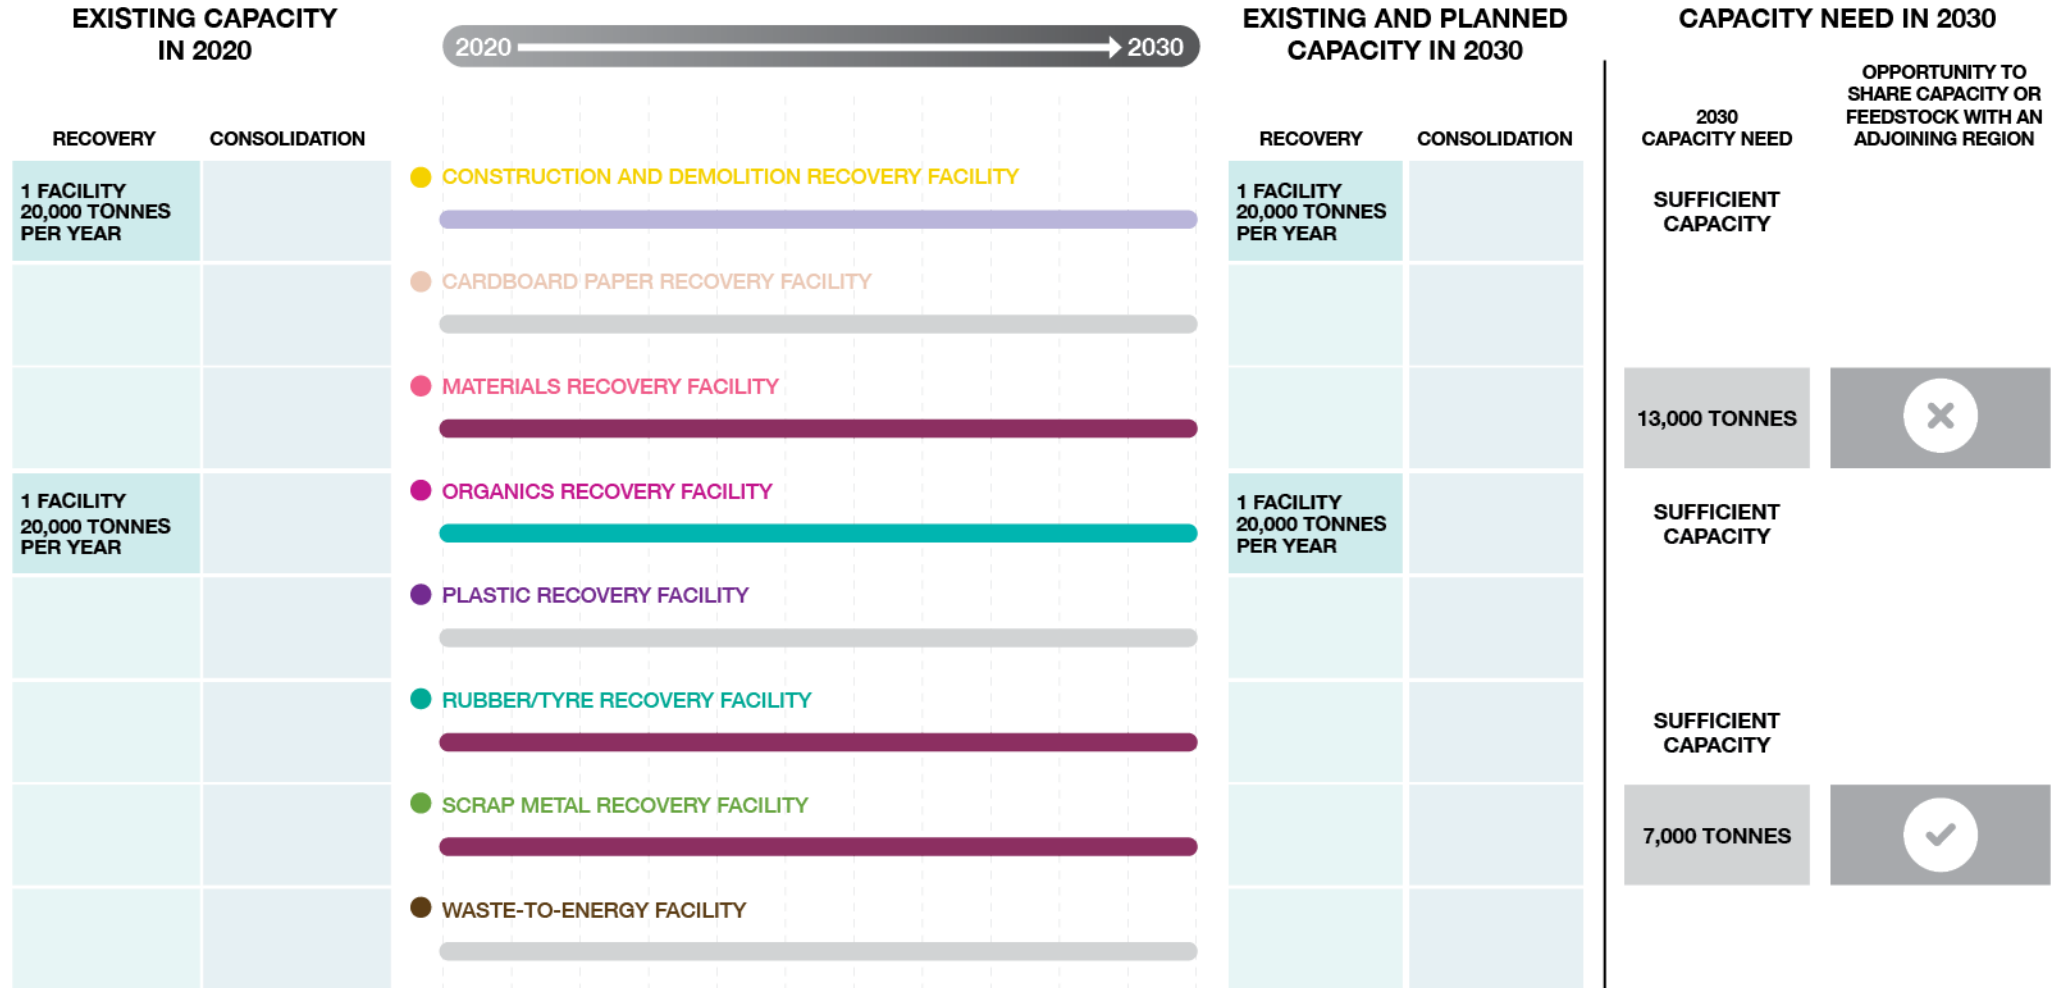 EXISTING CAPACITY
IN 2020
2020
2030
EXISTING AND PLANNED
CAPACITY IN 2030
CAPACITY NEED IN 2030
RECOVERY
CONSOLIDATION
RECOVERY
CONSOLIDATION
2030
CAPACITY NEED
OPPORTUNITY TO
SHARE CAPACITY OR
FEEDSTOCK WITH AN
ADJOINING REGION
1 FACILITY
20,000 TONNES
PER YEAR
CONSTRUCTION AND DEMOLITION RECOVERY FACILITY
1 FACILITY
20,000 TONNES
PER YEAR
SUFFICIENT
CAPACITY
CARDBOARD PAPER RECOVERY FACILITY
MATERIALS RECOVERY FACILITY
13,000 TONNES
1 FACILITY
20,000 TONNES
PER YEAR
ORGANICS RECOVERY FACILITY
1 FACILITY
20,000 TONNES
PER YEAR
SUFFICIENT
CAPACITY
PLASTIC RECOVERY FACILITY
RUBBER/TYRE RECOVERY FACILITY
SUFFICIENT
CAPACITY
SCRAP METAL RECOVERY FACILITY
7,000 TONNES
WASTE-TO-ENERGY FACILITY